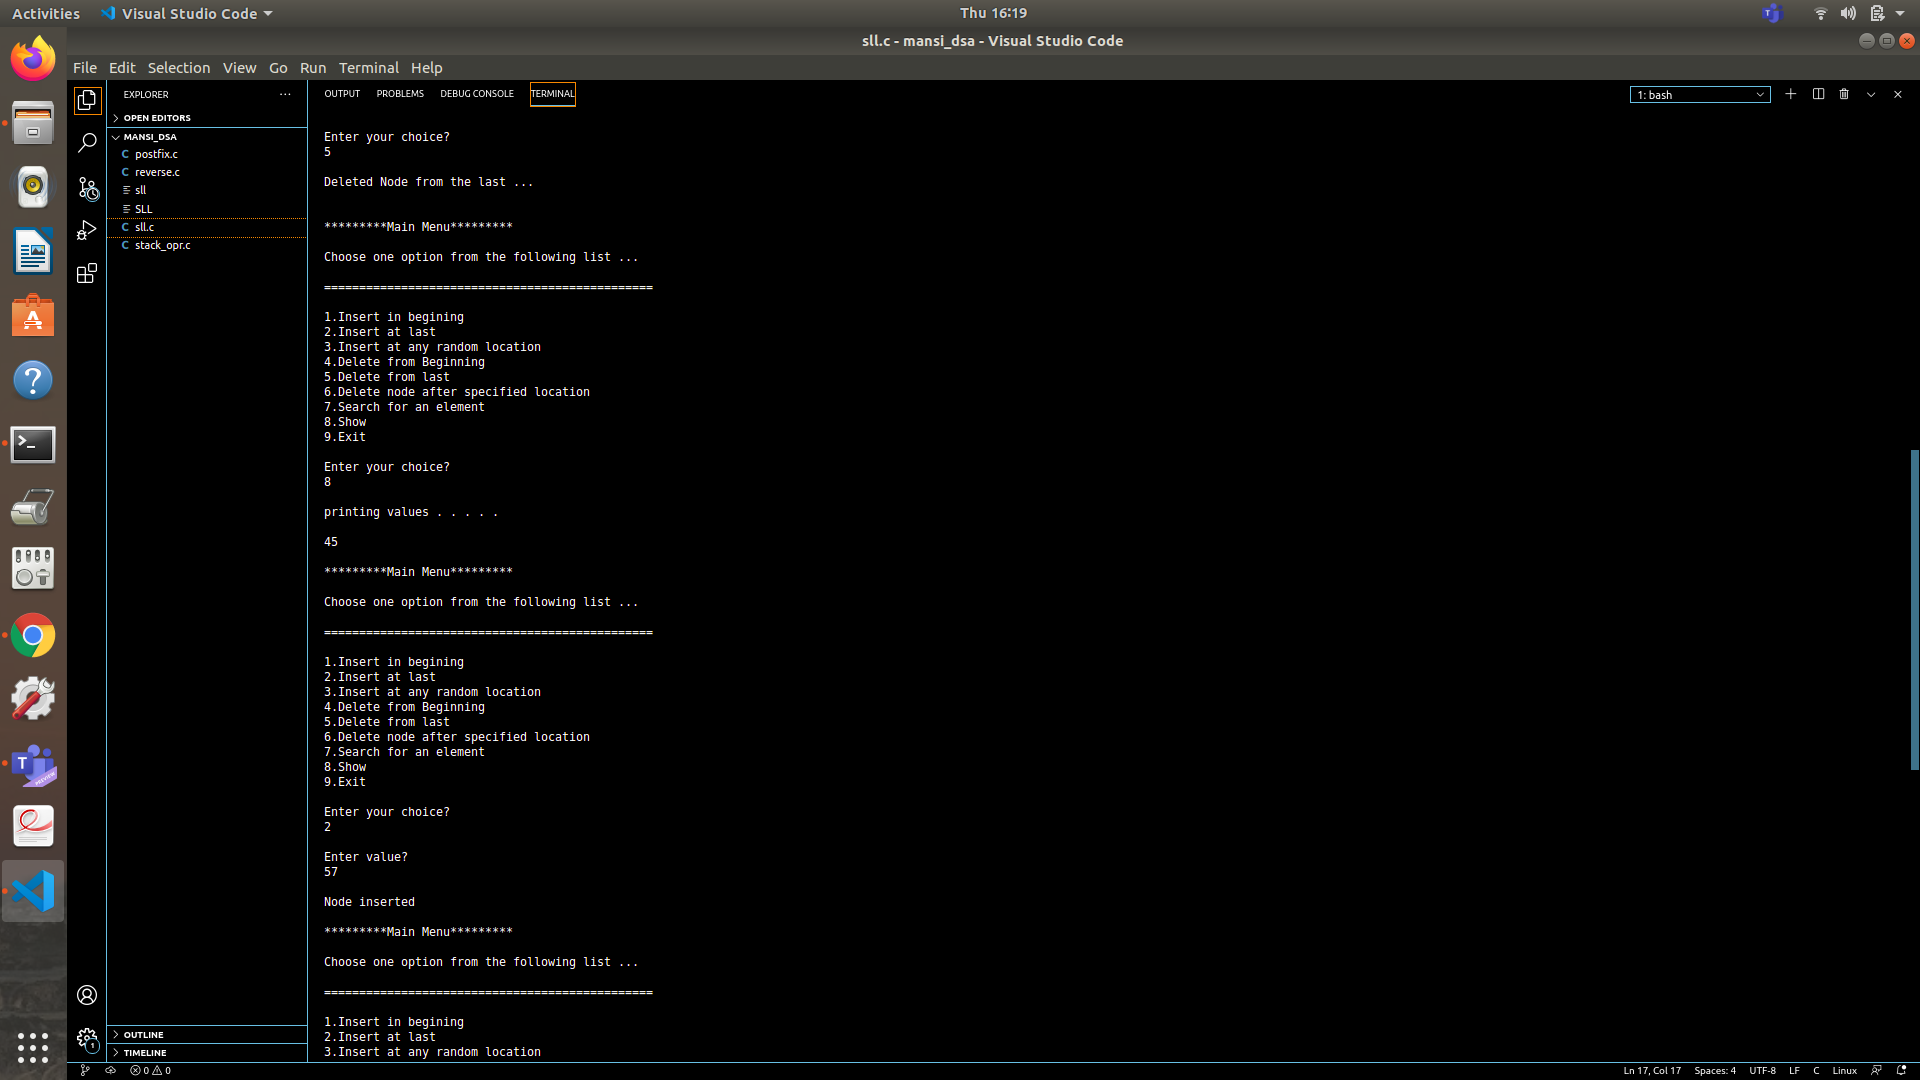 Activities
Visual Studio Code
Thu 16:19
sll.c - mansi_dsa - Visual Studio Code
File Edit Selection View Go Run Terminal Help
EXPLORER
OPEN EDITORS
MANSI_DSA
C postfix.c
C reverse.c
sll
SLL
C sll.c
C stack_opr.c
OUTLINE
TIMELINE
OUTPUT PROBLEMS DEBUG CONSOLE TERMINAL
1: bash
Enter your choice?
5
Deleted Node from the last ...
*********Main Menu*********
Choose one option from the following list ...
===============================================
1.Insert in begining
2.Insert at last
3.Insert at any random location
4.Delete from Beginning
5.Delete from last
6.Delete node after specified location
7.Search for an element
8.Show
9.Exit
Enter your choice?
8
printing values . . . . .
45
*********Main Menu*********
Choose one option from the following list ...
===============================================
1.Insert in begining
2.Insert at last
3.Insert at any random location
4.Delete from Beginning
5.Delete from last
6.Delete node after specified location
7.Search for an element
8.Show
9.Exit
Enter your choice?
2
Enter value?
57
Node inserted
*********Main Menu*********
Choose one option from the following list ...
===============================================
1.Insert in begining
2.Insert at last
3.Insert at any random location
0 0
Ln 17, Col 17 Spaces: 4 UTF-8 LF C Linux